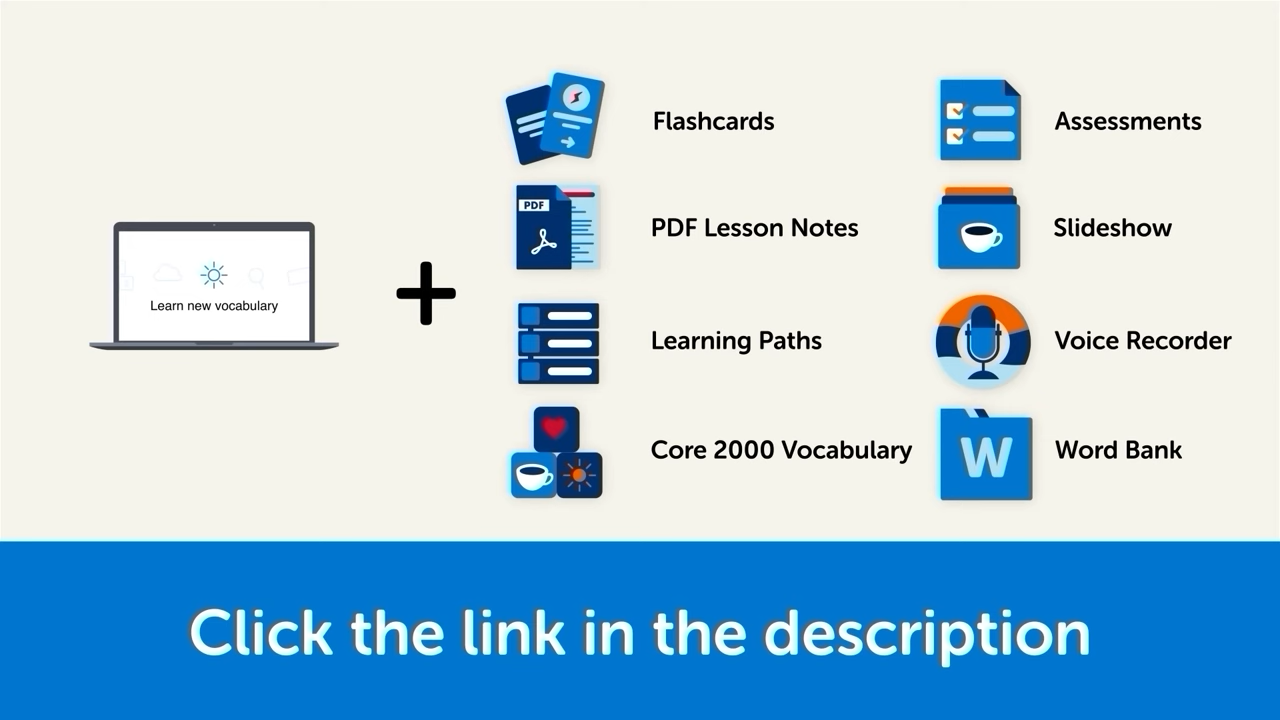 Flashcards
Assessments
PDF
PDF Lesson Notes
Slideshow
Learn new vocabulary
Learning Paths
Voice Recorder
Core 2000 Vocabulary
W
Word Bank
Click the link in the description